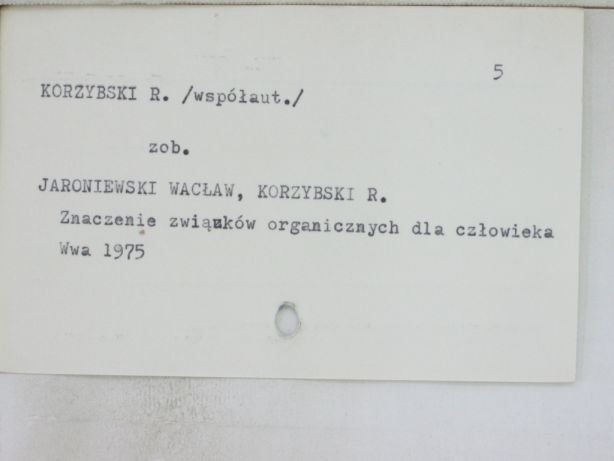 5
KORZYBSKI R. /współaut./
zob.
JARONIEWSKI WACŁAW, KORZYBSKI R.
Znaczenie związków organicznych dla człowieka
Wwa 1975